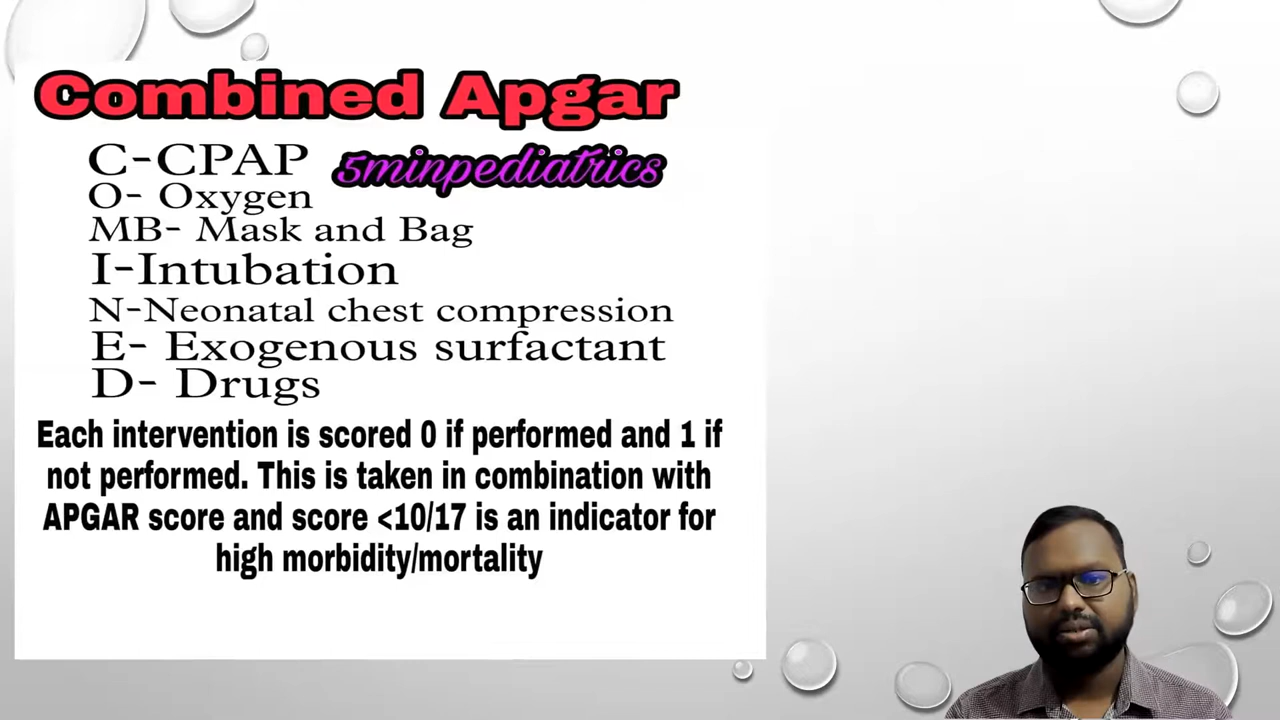 Combined Apgar
C-CPAP
5minpediatrics
O- Oxygen
MB- Mask and Bag
I-Intubation
N-Neonatal chest compression
E- Exogenous surfactant
D- Drugs
Each intervention is scored 0 if performed and 1 if
not performed. This is taken in combination with
APGAR score and score <10/17 is an indicator for
high morbidity/mortality